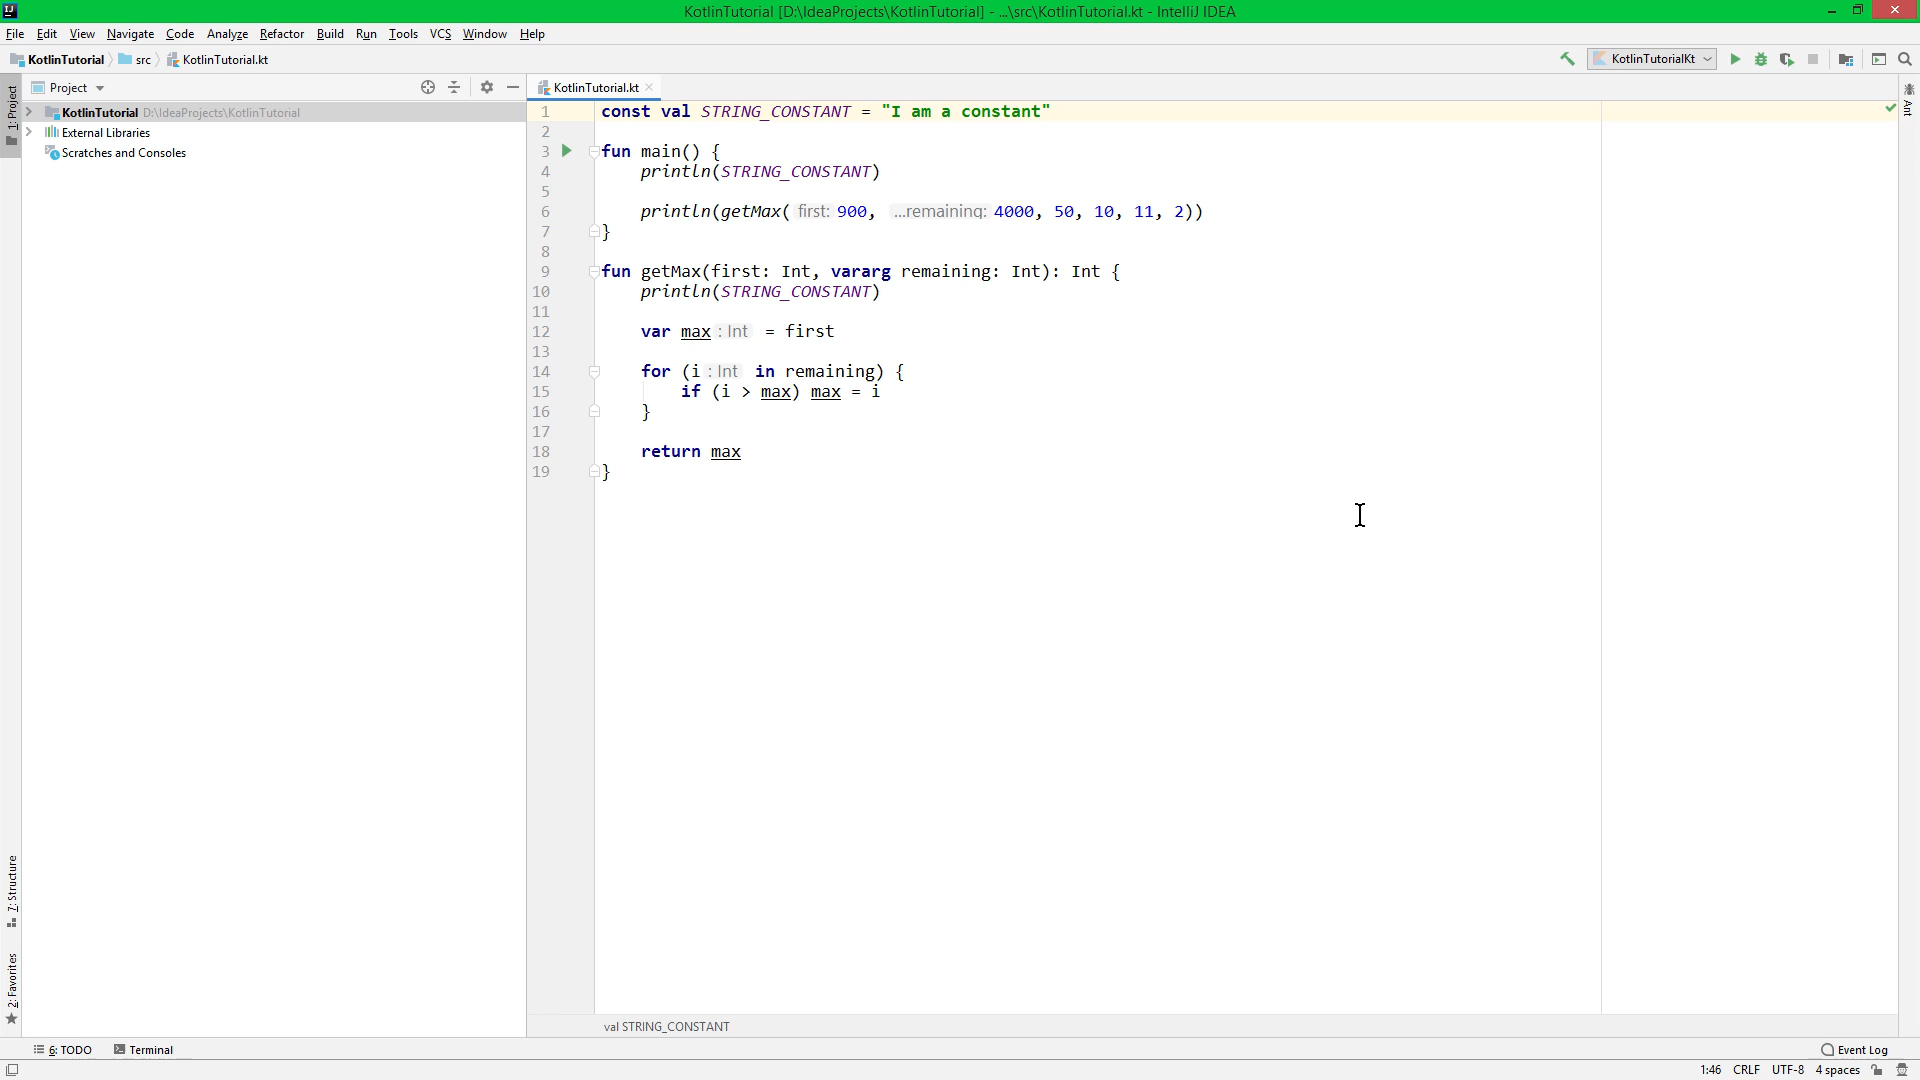 KotlinTutorial [D:\IdeaProjects\KotlinTutorial] - ...\src\KotlinTutorial.kt - IntelliJ IDEA
File Edit View Navigate Code Analyze Refactor Build Run Tools VCS Window Help
KotlinTutorial src KotlinTutorial.kt KotlinTutorialKt
Project KotlinTutorial.kt
1: Project
KotlinTutorial D:\IdeaProjects\KotlinTutorial
External Libraries
Scratches and Consoles
7: Structure
2: Favorites
1 const val STRING_CONSTANT = "I am a constant"
2
3 fun main() {
4 println(STRING_CONSTANT)
5
6 println(getMax( first: 900, ...remaining: 4000, 50, 10, 11, 2))
7 }
8
9 fun getMax(first: Int, vararg remaining: Int): Int {
10 println(STRING_CONSTANT)
11
12 var max : Int = first
13
14 for (i : Int in remaining) {
15 if (i > max) max = i
16 }
17
18 return max
19 }
Ant
val STRING_CONSTANT
6: TODO Terminal Event Log
1:46 CRLF UTF-8 4 spaces